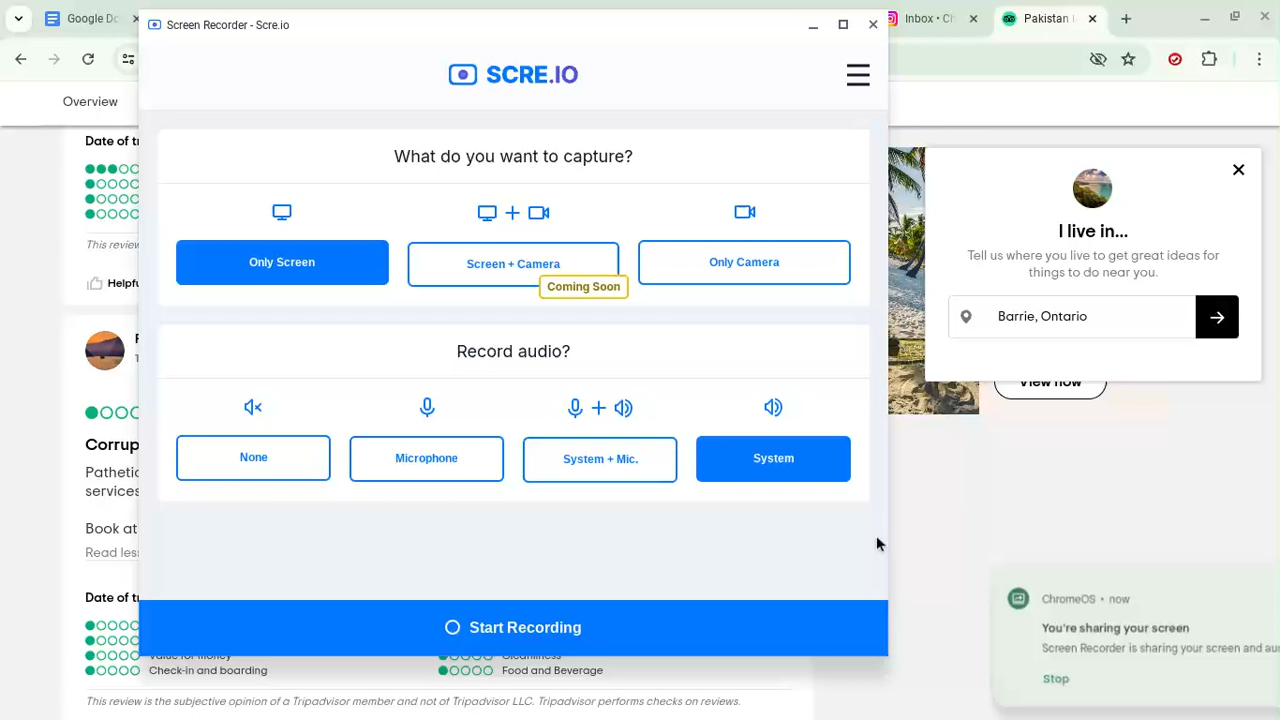 Google Do
Screen Recorder - Scre.io
Inbox • Ch
Pakistan I
Overview
SCRE.IO
Date of tr
What do you want to capture?
Only Screen
Screen + Camera
Only Camera
Coming Soon
This review
Helpfu
I live in...
Tell us where you live to get great ideas for
things to do near you.
Barrie, Ontario
View now
Record audio?
None
Microphone
System + Mic.
System
Corrup
Pathetic
services
Book at
Read less
Date of tr
Start Recording
Value for money
Cleanliness
Check-in and boarding
Food and Beverage
This review is the subjective opinion of a Tripadvisor member and not of Tripadvisor LLC. Tripadvisor performs checks on reviews.
ChromeOS • now
You're sharing your screen
Screen Recorder is sharing your screen and au
Stop